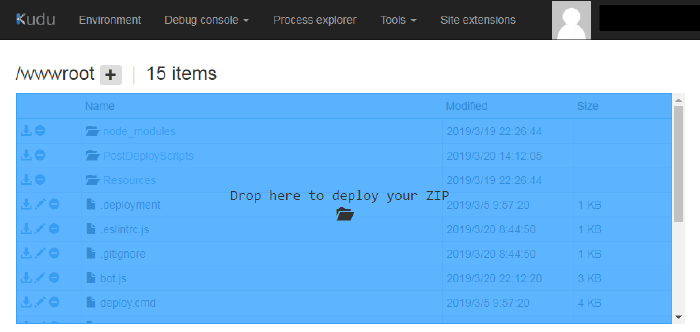 Kudu Environment Debug console Process explorer Tools Site extensions
/wwwroot + | 15 items
Name Modified Size
node_modules 2019/3/19 22:26:44
PostDeployScripts 2019/3/20 14:12:05
Resources 2019/3/19 22:26:44
Drop here to deploy your ZIP
.deployment 2019/3/5 9:57:20 1 KB
.eslintrc.js 2019/3/20 8:44:50 1 KB
.gitignore 2019/3/20 8:44:50 1 KB
bot.js 2019/3/20 22:12:20 3 KB
deploy.cmd 2019/3/5 9:57:20 4 KB